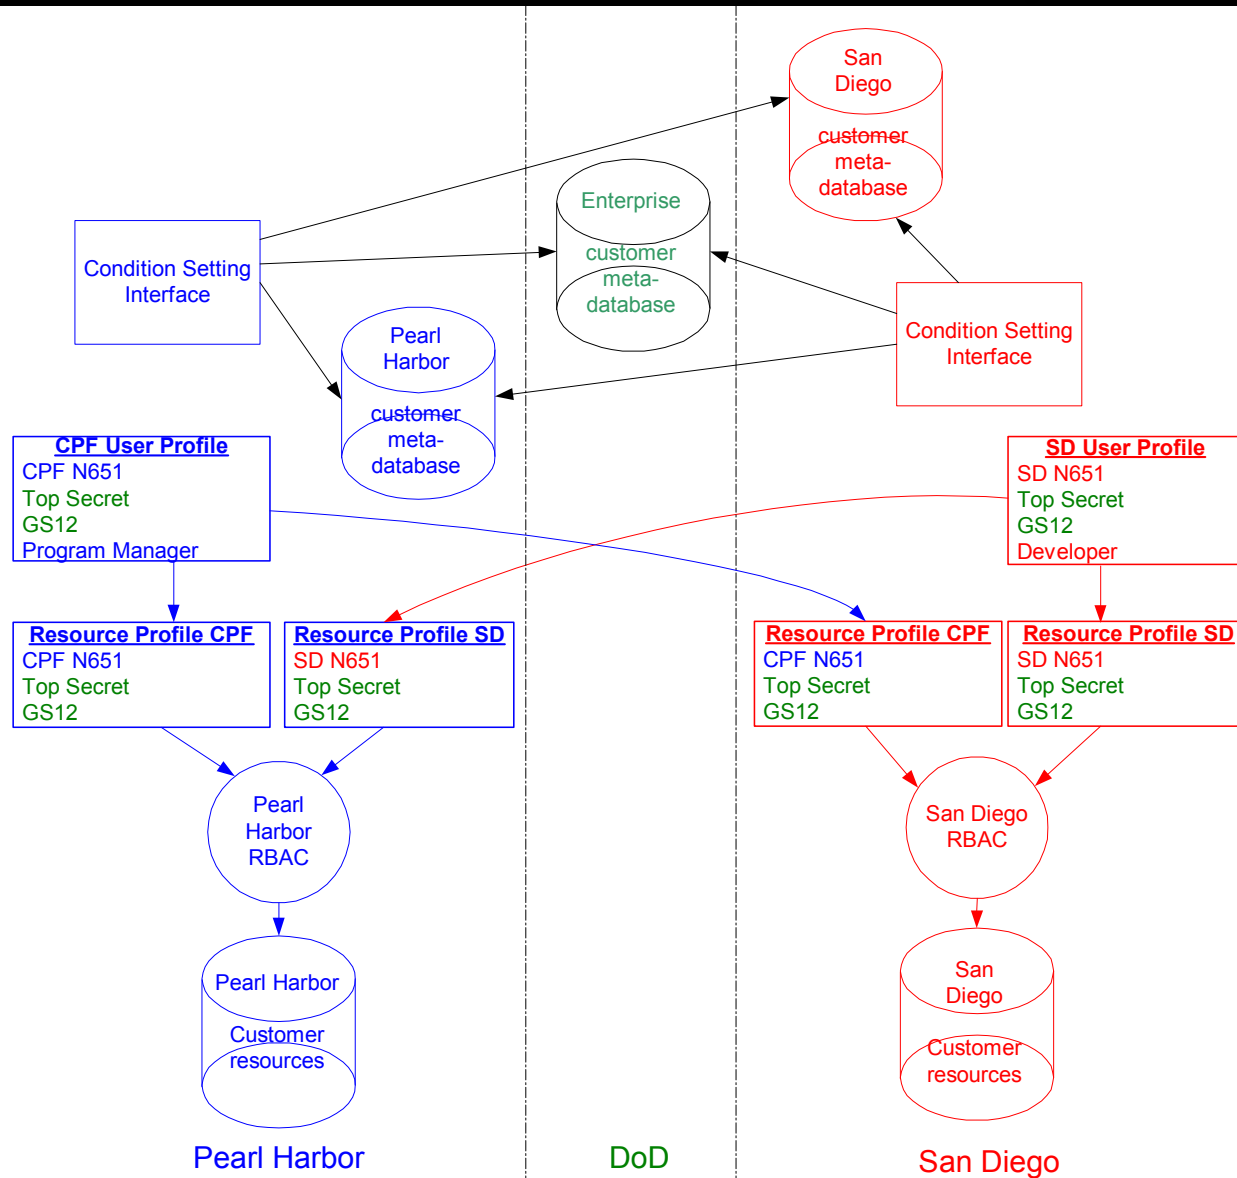 San
Diego
customer
meta-
database
Enterprise
customer
meta-
database
Condition Setting
Interface
Condition Setting
Interface
Pearl
Harbor
customer
meta-
database
CPF User Profile
CPF N651
Top Secret
GS12
Program Manager
SD User Profile
SD N651
Top Secret
GS12
Developer
Resource Profile CPF
CPF N651
Top Secret
GS12
Resource Profile SD
SD N651
Top Secret
GS12
Resource Profile CPF
CPF N651
Top Secret
GS12
Resource Profile SD
SD N651
Top Secret
GS12
Pearl
Harbor
RBAC
San Diego
RBAC
Pearl Harbor
Customer
resources
San
Diego
Customer
resources
Pearl Harbor
DoD
San Diego